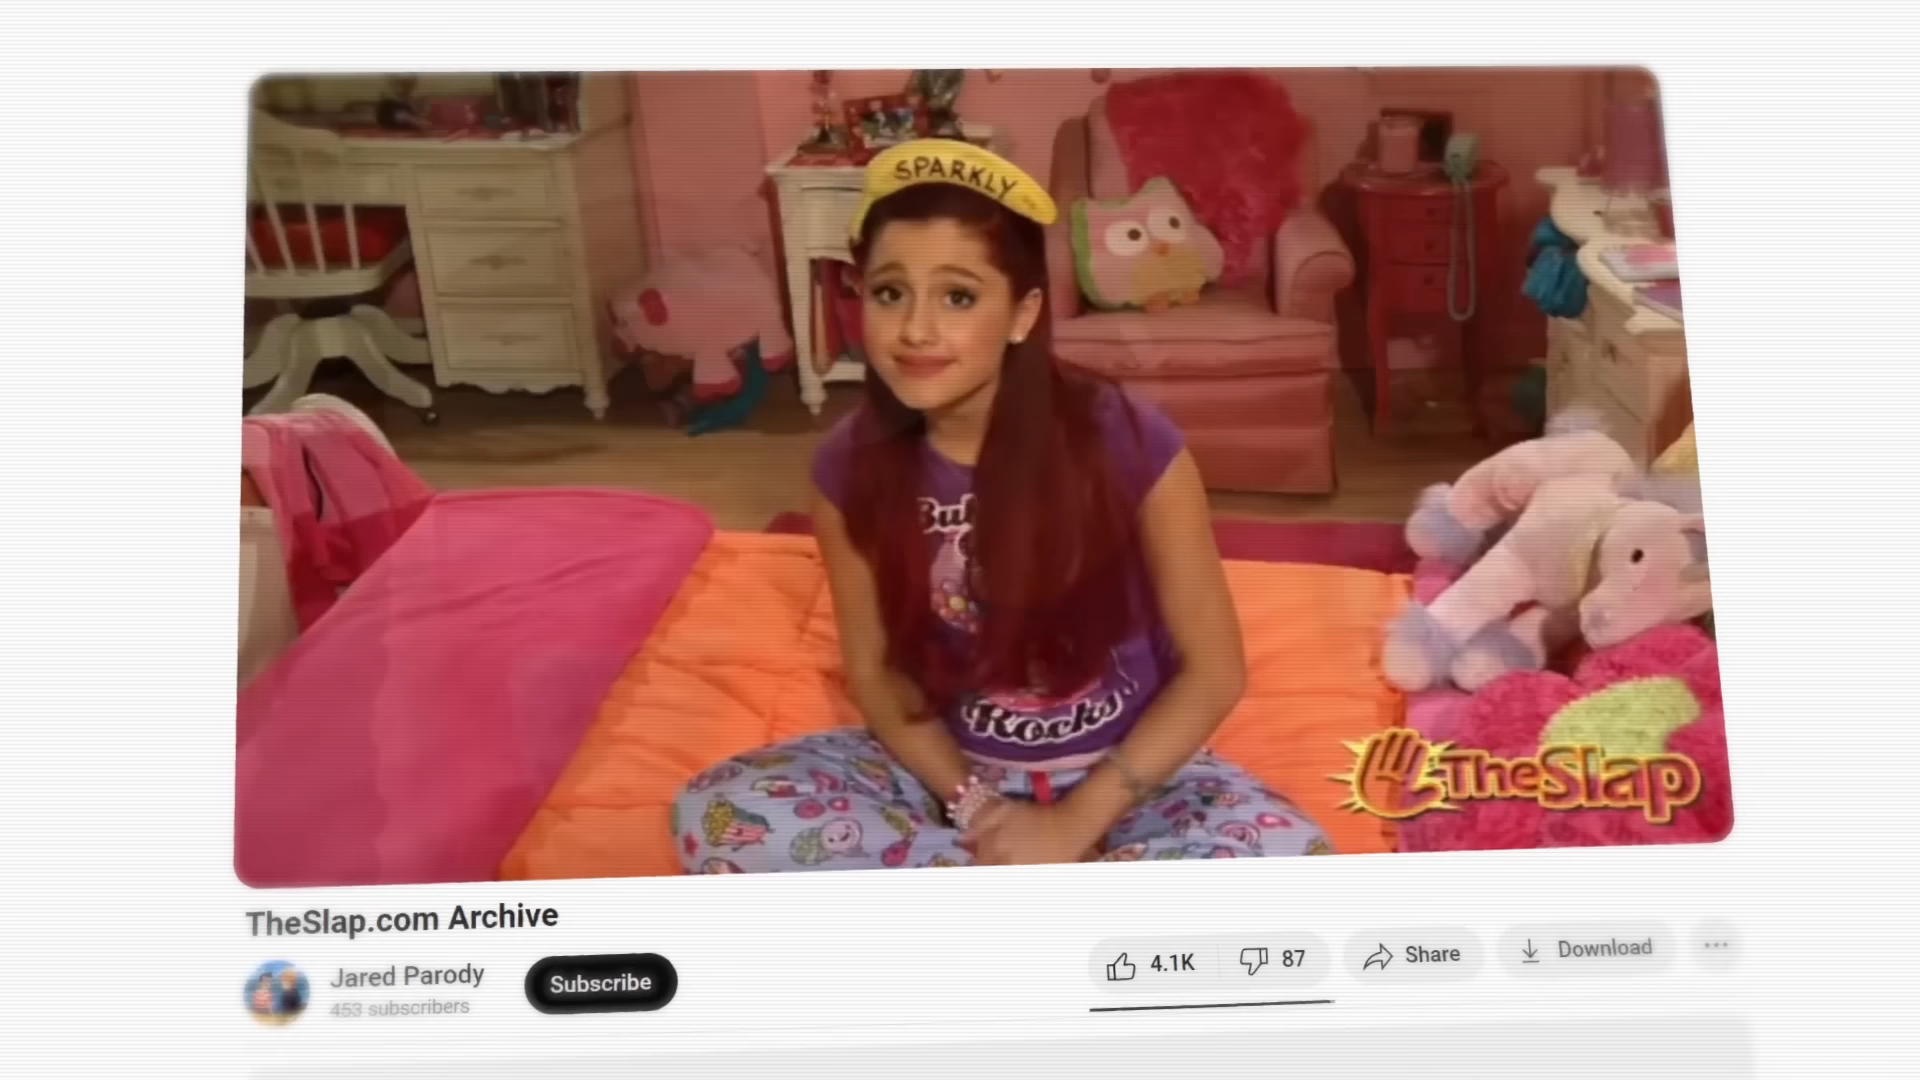 SPARKLY
Rocks
TheSlap
TheSlap.com Archive
Jared Parody
453 subscribers
Subscribe
4.1K
87
Share
Download